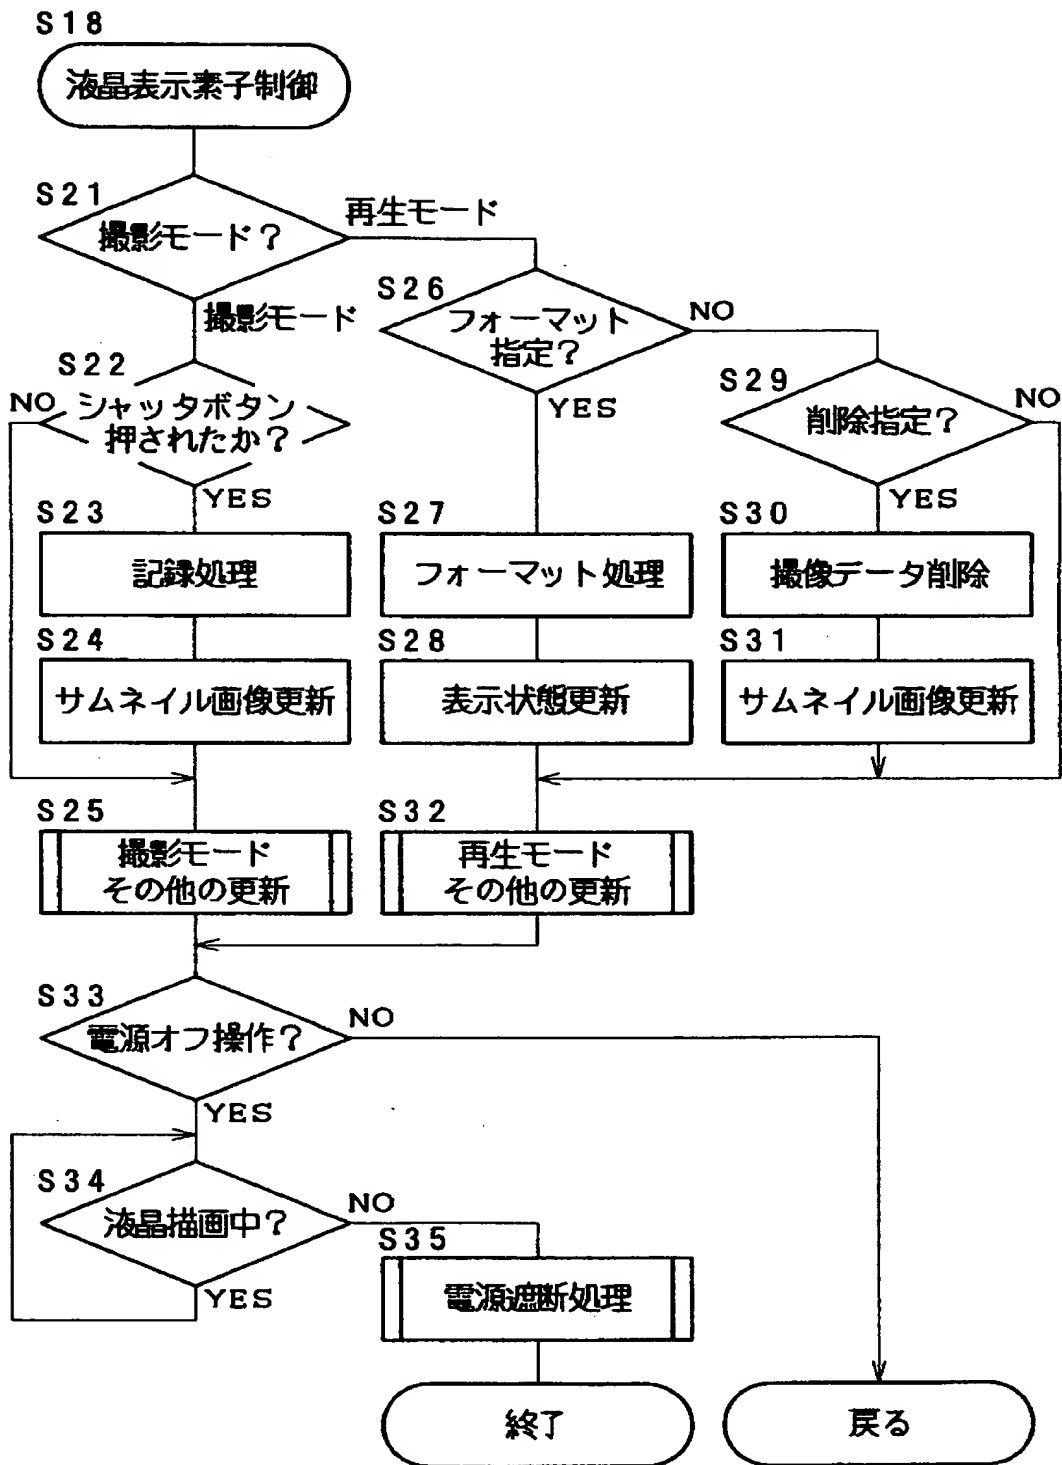 S18
液晶表示素子制御
S21
撮影モード?
再生モード
撮影モード
S22
NO
シャッタボタン
押されたか?
YES
S23
記録処理
S24
サムネイル画像更新
S25
撮影モード
その他の更新
S26
フォーマット
指定?
NO
YES
S27
フォーマット処理
S28
表示状態更新
S29
削除指定?
NO
YES
S30
撮像データ削除
S31
サムネイル画像更新
S32
再生モード
その他の更新
S33
電源オフ操作?
NO
YES
S34
液晶描画中?
NO
YES
S35
電源遮断処理
終了
戻る